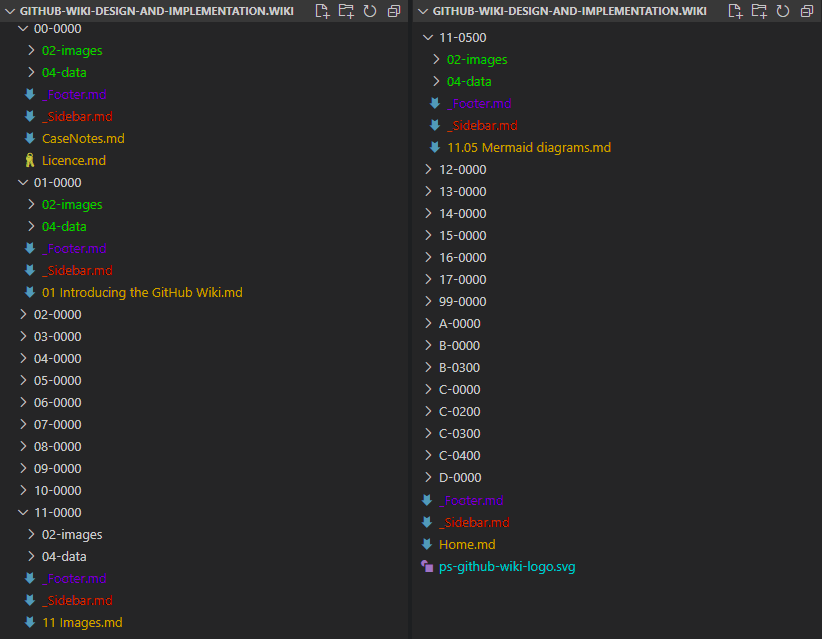 GITHUB-WIKI-DESIGN-AND-IMPLEMENTATION.WIKI
00-0000
02-images
04-data
_Footer.md
_Sidebar.md
CaseNotes.md
Licence.md
01-0000
02-images
04-data
_Footer.md
_Sidebar.md
01 Introducing the GitHub Wiki.md
02-0000
03-0000
04-0000
05-0000
06-0000
07-0000
08-0000
09-0000
10-0000
11-0000
02-images
04-data
_Footer.md
_Sidebar.md
11 Images.md
GITHUB-WIKI-DESIGN-AND-IMPLEMENTATION.WIKI
11-0500
02-images
04-data
_Footer.md
_Sidebar.md
11.05 Mermaid diagrams.md
12-0000
13-0000
14-0000
15-0000
16-0000
17-0000
99-0000
A-0000
B-0000
B-0300
C-0000
C-0200
C-0300
C-0400
D-0000
_Footer.md
_Sidebar.md
Home.md
ps-github-wiki-logo.svg